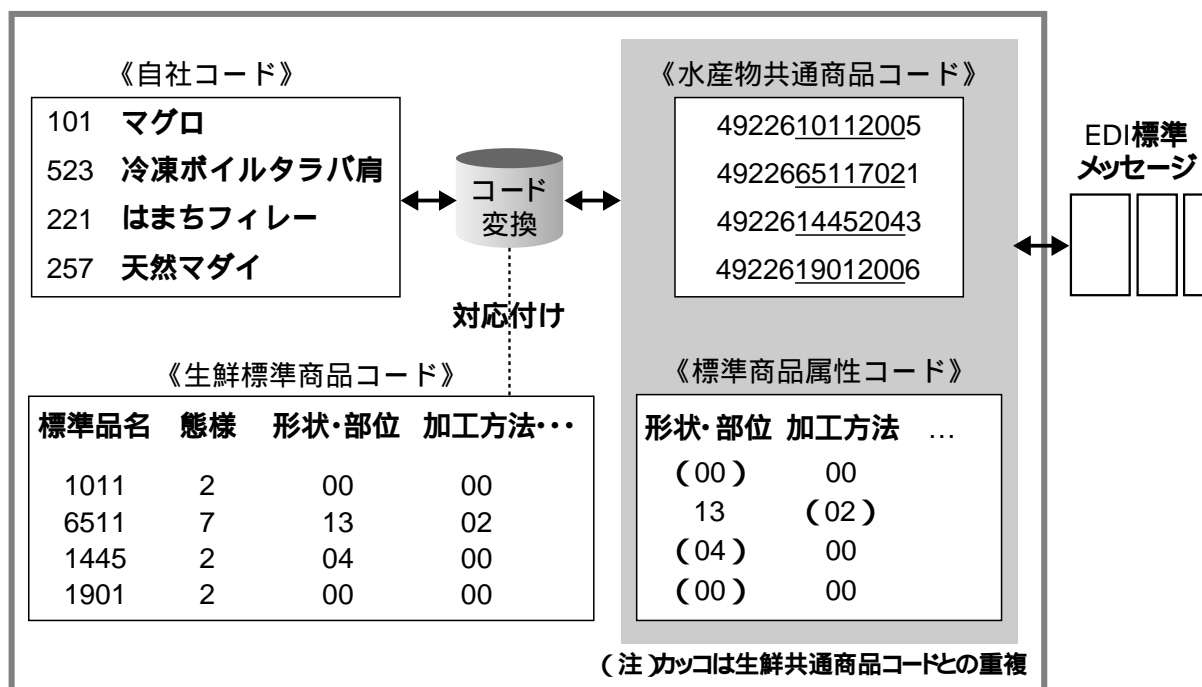 《自社コード》
101 マグロ
523 冷凍ボイルタラバ肩
221 はまちフィレー
257 天然マダイ
コード
変換
対応付け
《水産物共通商品コード》
4922610112005
4922665117021
4922614452043
4922619012006
EDI標準
メッセージ
《生鮮標準商品コード》
標準品名 態様 形状・部位 加工方法・・・
1011 2 00 00
6511 7 13 02
1445 2 04 00
1901 2 00 00
《標準商品属性コード》
形状・部位 加工方法 …
(00) 00
13 (02)
(04) 00
(00) 00
(注)カッコは生鮮共通商品コードとの重複